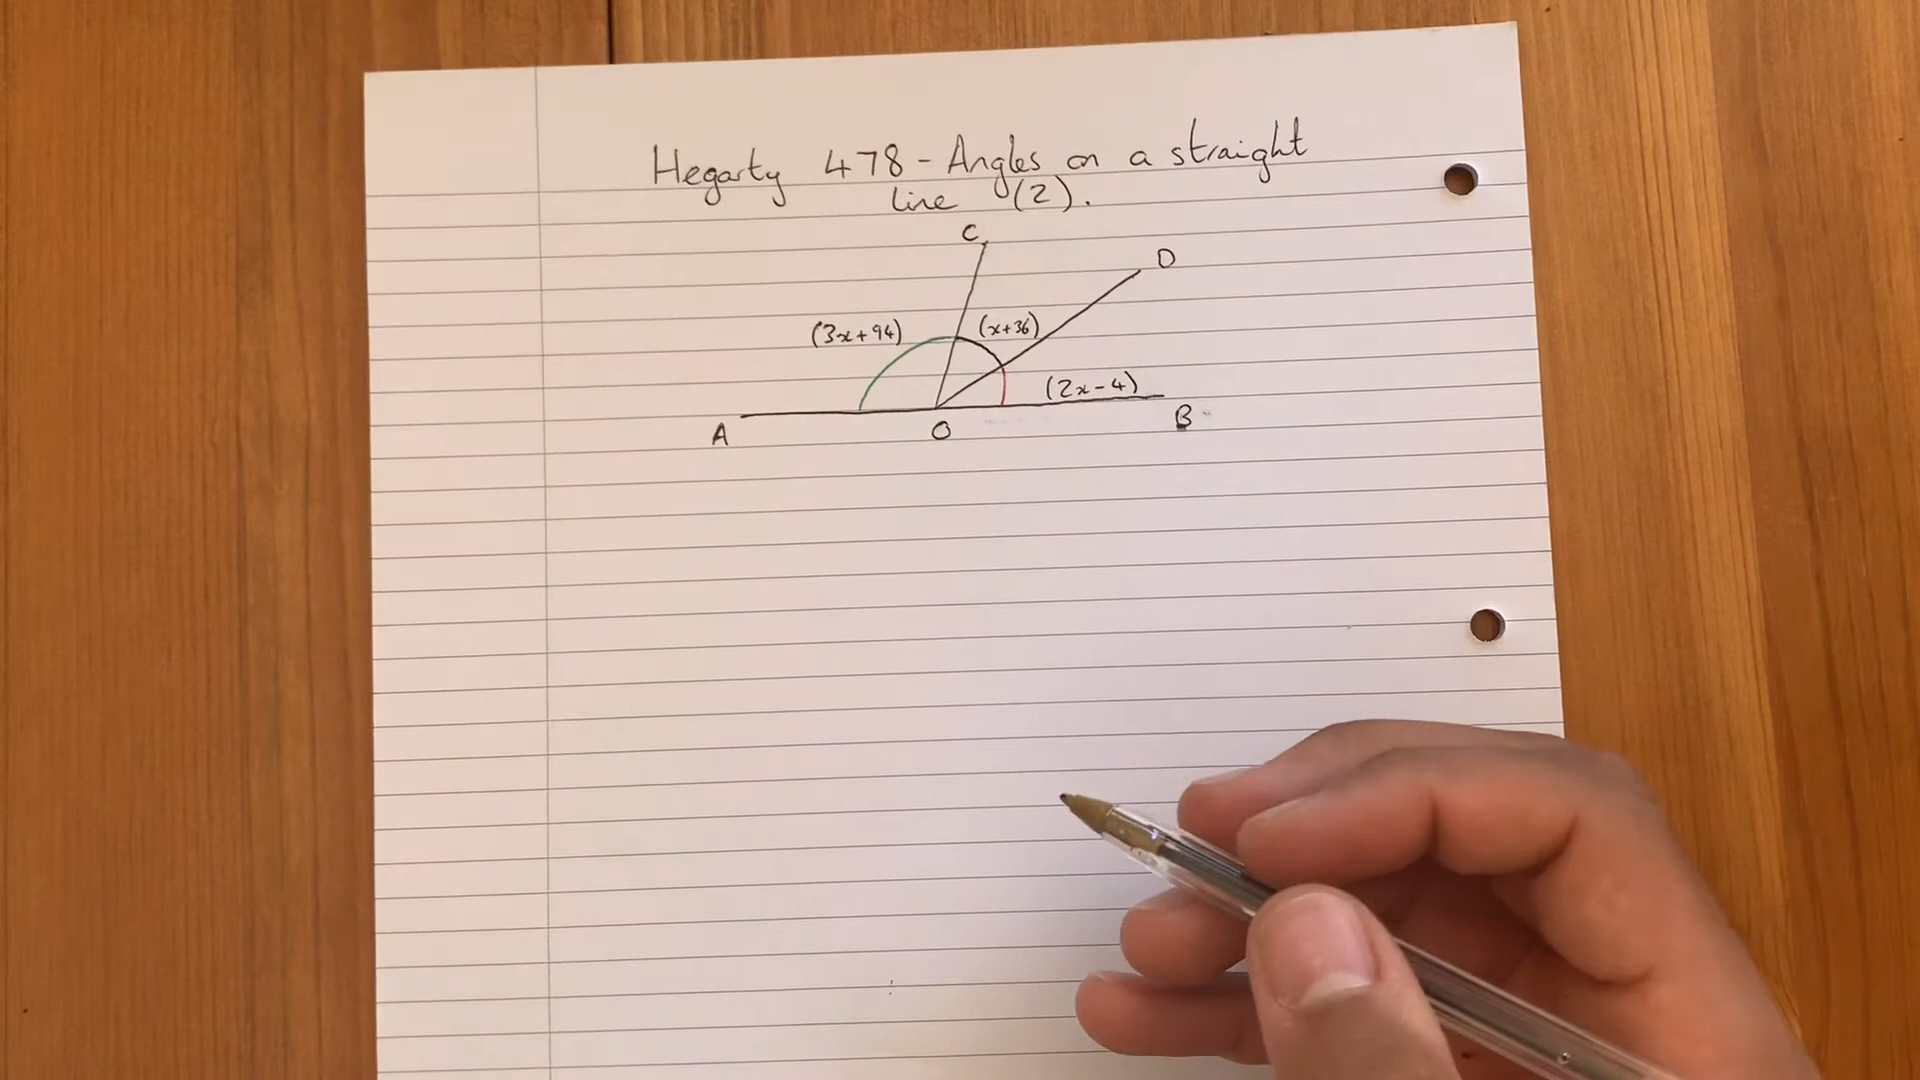 Hegarty 478 - Angles on a straight
line (2).
C
D
(3x+94)
(x+36)
(2x-4)
A
O
B